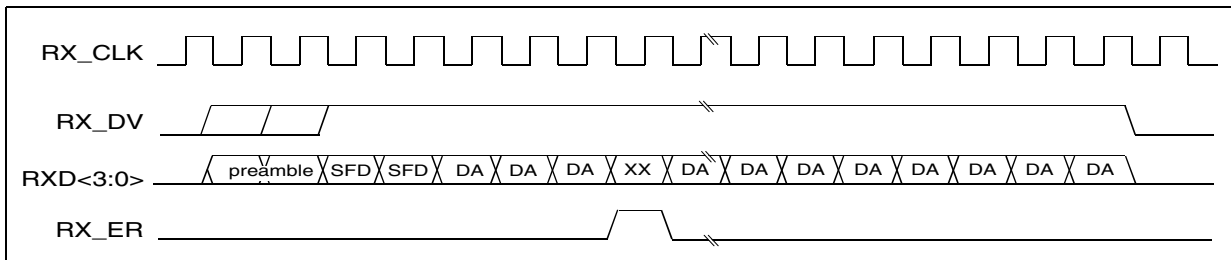 RX_CLK
RX_DV
RXD<3:0> preamble SFD SFD DA DA DA XX DA DA DA DA DA DA DA DA
RX_ER